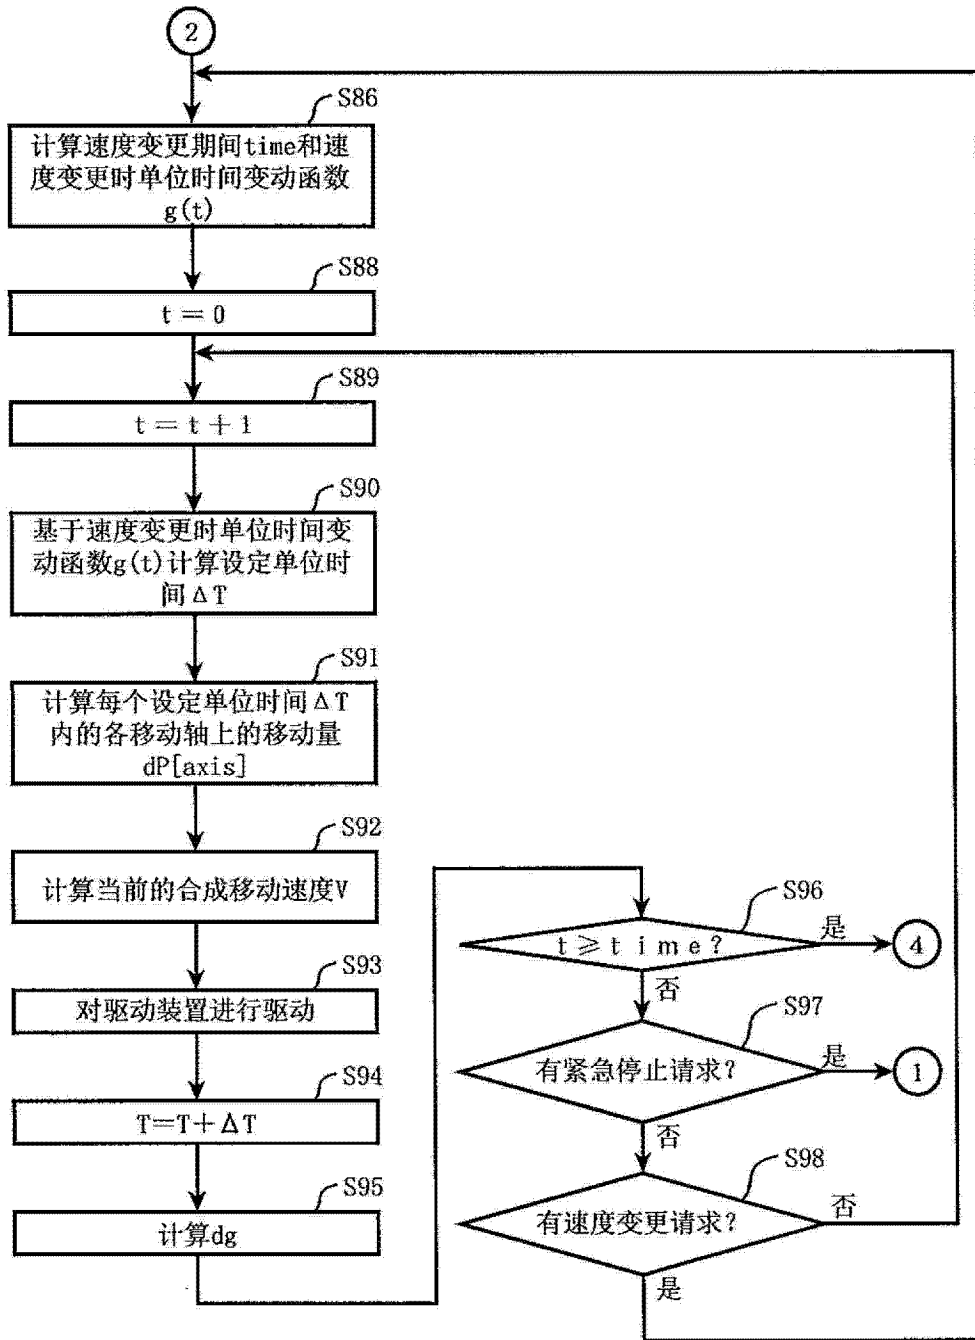 2
S86
计算速度变更期间time和速
度变更时单位时间变动函数
g(t)
S88
t＝0
S89
t＝t＋1
S90
基于速度变更时单位时间变
动函数g(t)计算设定单位时
间ΔT
S91
计算每个设定单位时间ΔT
内的各移动轴上的移动量
dP[axis]
S92
计算当前的合成移动速度V
S93
对驱动装置进行驱动
S94
T=T＋ΔT
S95
计算dg
S96
t≥time?
是
4
否
S97
有紧急停止请求?
是
1
否
S98
有速度变更请求?
否
是